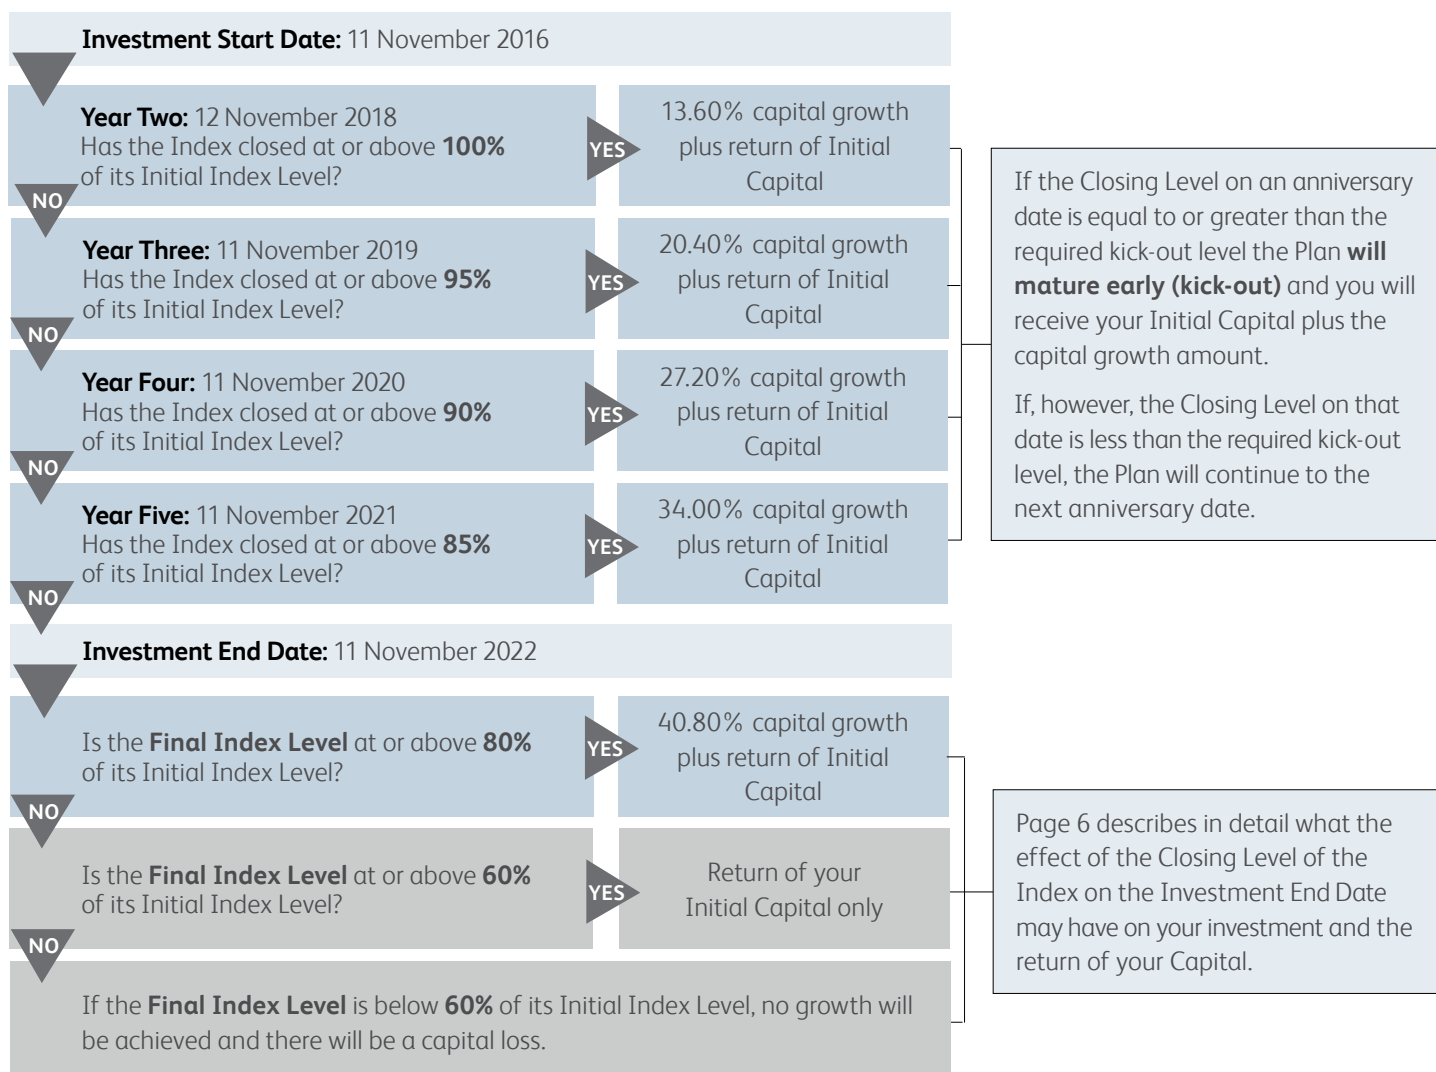 Investment Start Date: 11 November 2016
Year Two: 12 November 2018
Has the Index closed at or above 100%
of its Initial Index Level?
YES
13.60% capital growth
plus return of Initial
Capital
NO
Year Three: 11 November 2019
Has the Index closed at or above 95%
of its Initial Index Level?
YES
20.40% capital growth
plus return of Initial
Capital
NO
Year Four: 11 November 2020
Has the Index closed at or above 90%
of its Initial Index Level?
YES
27.20% capital growth
plus return of Initial
Capital
NO
Year Five: 11 November 2021
Has the Index closed at or above 85%
of its Initial Index Level?
YES
34.00% capital growth
plus return of Initial
Capital
NO
If the Closing Level on an anniversary
date is equal to or greater than the
required kick-out level the Plan will
mature early (kick-out) and you will
receive your Initial Capital plus the
capital growth amount.
If, however, the Closing Level on that
date is less than the required kick-out
level, the Plan will continue to the
next anniversary date.
Investment End Date: 11 November 2022
Is the Final Index Level at or above 80%
of its Initial Index Level?
YES
40.80% capital growth
plus return of Initial
Capital
NO
Is the Final Index Level at or above 60%
of its Initial Index Level?
YES
Return of your
Initial Capital only
NO
If the Final Index Level is below 60% of its Initial Index Level, no growth will
be achieved and there will be a capital loss.
Page 6 describes in detail what the
effect of the Closing Level of the
Index on the Investment End Date
may have on your investment and the
return of your Capital.